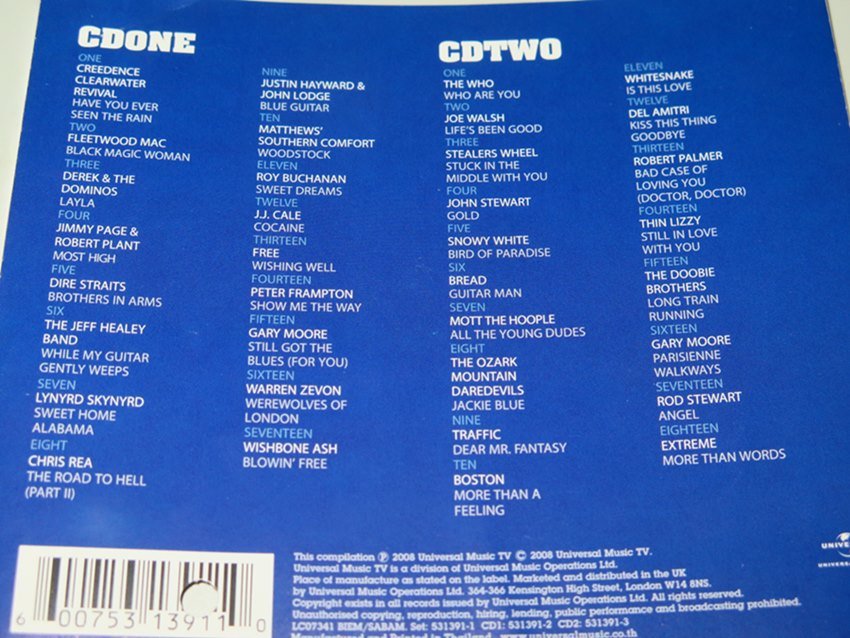 CDONE
ONE
CREEDENCE
CLEARWATER
REVIVAL
HAVE YOU EVER
SEEN THE RAIN
TWO
FLEETWOOD MAC
BLACK MAGIC WOMAN
THREE
DEREK & THE
DOMINOS
LAYLA
FOUR
JIMMY PAGE &
ROBERT PLANT
MOST HIGH
FIVE
DIRE STRAITS
BROTHERS IN ARMS
SIX
THE JEFF HEALEY
BAND
WHILE MY GUITAR
GENTLY WEEPS
SEVEN
LYNYRD SKYNYRD
SWEET HOME
ALABAMA
EIGHT
CHRIS REA
THE ROAD TO HELL
(PART II)
NINE
JUSTIN HAYWARD &
JOHN LODGE
BLUE GUITAR
TEN
MATTHEWS'
SOUTHERN COMFORT
WOODSTOCK
ELEVEN
ROY BUCHANAN
SWEET DREAMS
TWELVE
J.J. CALE
COCAINE
THIRTEEN
FREE
WISHING WELL
FOURTEEN
PETER FRAMPTON
SHOW ME THE WAY
FIFTEEN
GARY MOORE
STILL GOT THE
BLUES (FOR YOU)
SIXTEEN
WARREN ZEVON
WEREWOLVES OF
LONDON
SEVENTEEN
WISHBONE ASH
BLOWIN' FREE
CDTWO
ONE
THE WHO
WHO ARE YOU
TWO
JOE WALSH
LIFE'S BEEN GOOD
THREE
STEALERS WHEEL
STUCK IN THE
MIDDLE WITH YOU
FOUR
JOHN STEWART
GOLD
FIVE
SNOWY WHITE
BIRD OF PARADISE
SIX
BREAD
GUITAR MAN
SEVEN
MOTT THE HOOPLE
ALL THE YOUNG DUDES
EIGHT
THE OZARK
MOUNTAIN
DAREDEVILS
JACKIE BLUE
NINE
TRAFFIC
DEAR MR. FANTASY
TEN
BOSTON
MORE THAN A
FEELING
ELEVEN
WHITESNAKE
IS THIS LOVE
TWELVE
DEL AMITRI
KISS THIS THING
GOODBYE
THIRTEEN
ROBERT PALMER
BAD CASE OF
LOVING YOU
(DOCTOR, DOCTOR)
FOURTEEN
THIN LIZZY
STILL IN LOVE
WITH YOU
FIFTEEN
THE DOOBIE
BROTHERS
LONG TRAIN
RUNNING
SIXTEEN
GARY MOORE
PARISIENNE
WALKWAYS
SEVENTEEN
ROD STEWART
ANGEL
EIGHTEEN
EXTREME
MORE THAN WORDS
6 00753 13911 0
This compilation Ⓟ 2008 Universal Music TV © 2008 Universal Music TV.
Universal Music TV is a division of Universal Music Operations Ltd.
Place of manufacture as stated on the label. Marketed and distributed in the UK
by Universal Music Operations Ltd. 364-366 Kensington High Street, London W14 8NS.
Copyright exists in all records issued by Universal Music Operations Ltd. All rights reserved.
Unauthorised copying, reproduction, hiring, lending, public performance and broadcasting prohibited.
LC07341 BIEM/SABAM. Set: 531391-1 CD1: 531391-2 CD2: 531391-3
Manufactured and Printed in Thailand. www.universalmusic.co.uk